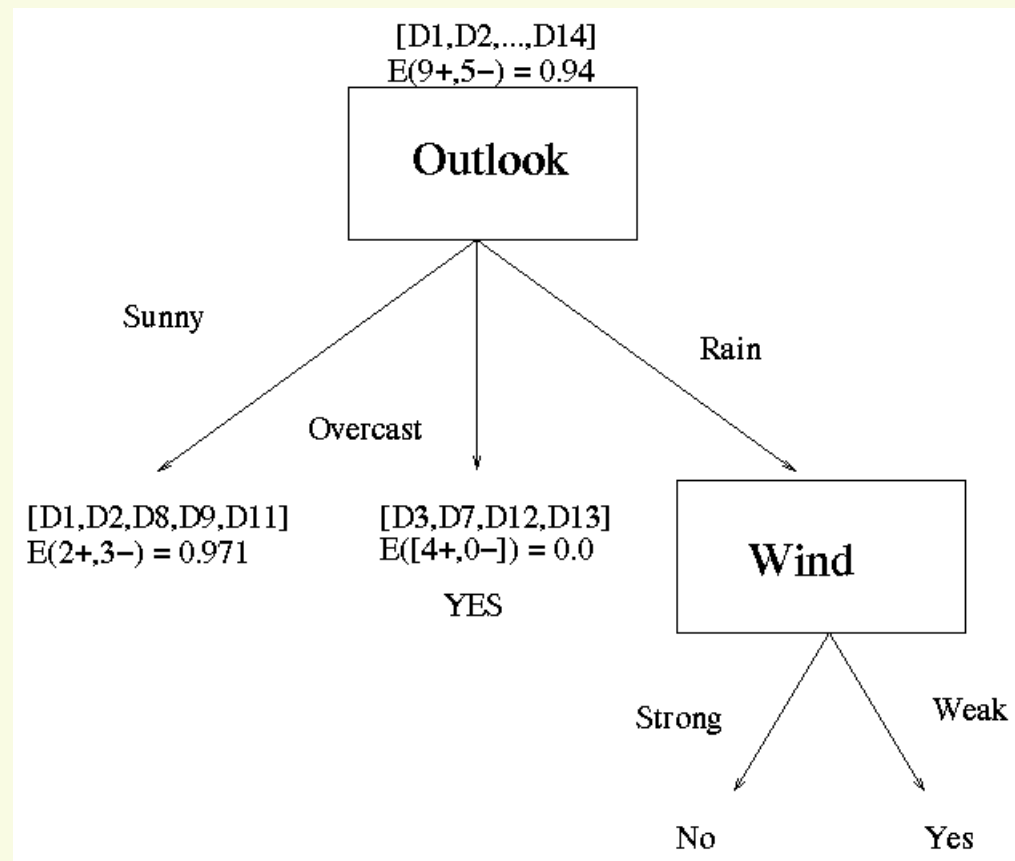 [D1,D2,...,D14]
E(9+,5−) = 0.94
Outlook
Sunny
Rain
Overcast
[D1,D2,D8,D9,D11]
E(2+,3−) = 0.971
[D3,D7,D12,D13]
E([4+,0−]) = 0.0
YES
Wind
Strong
Weak
No
Yes